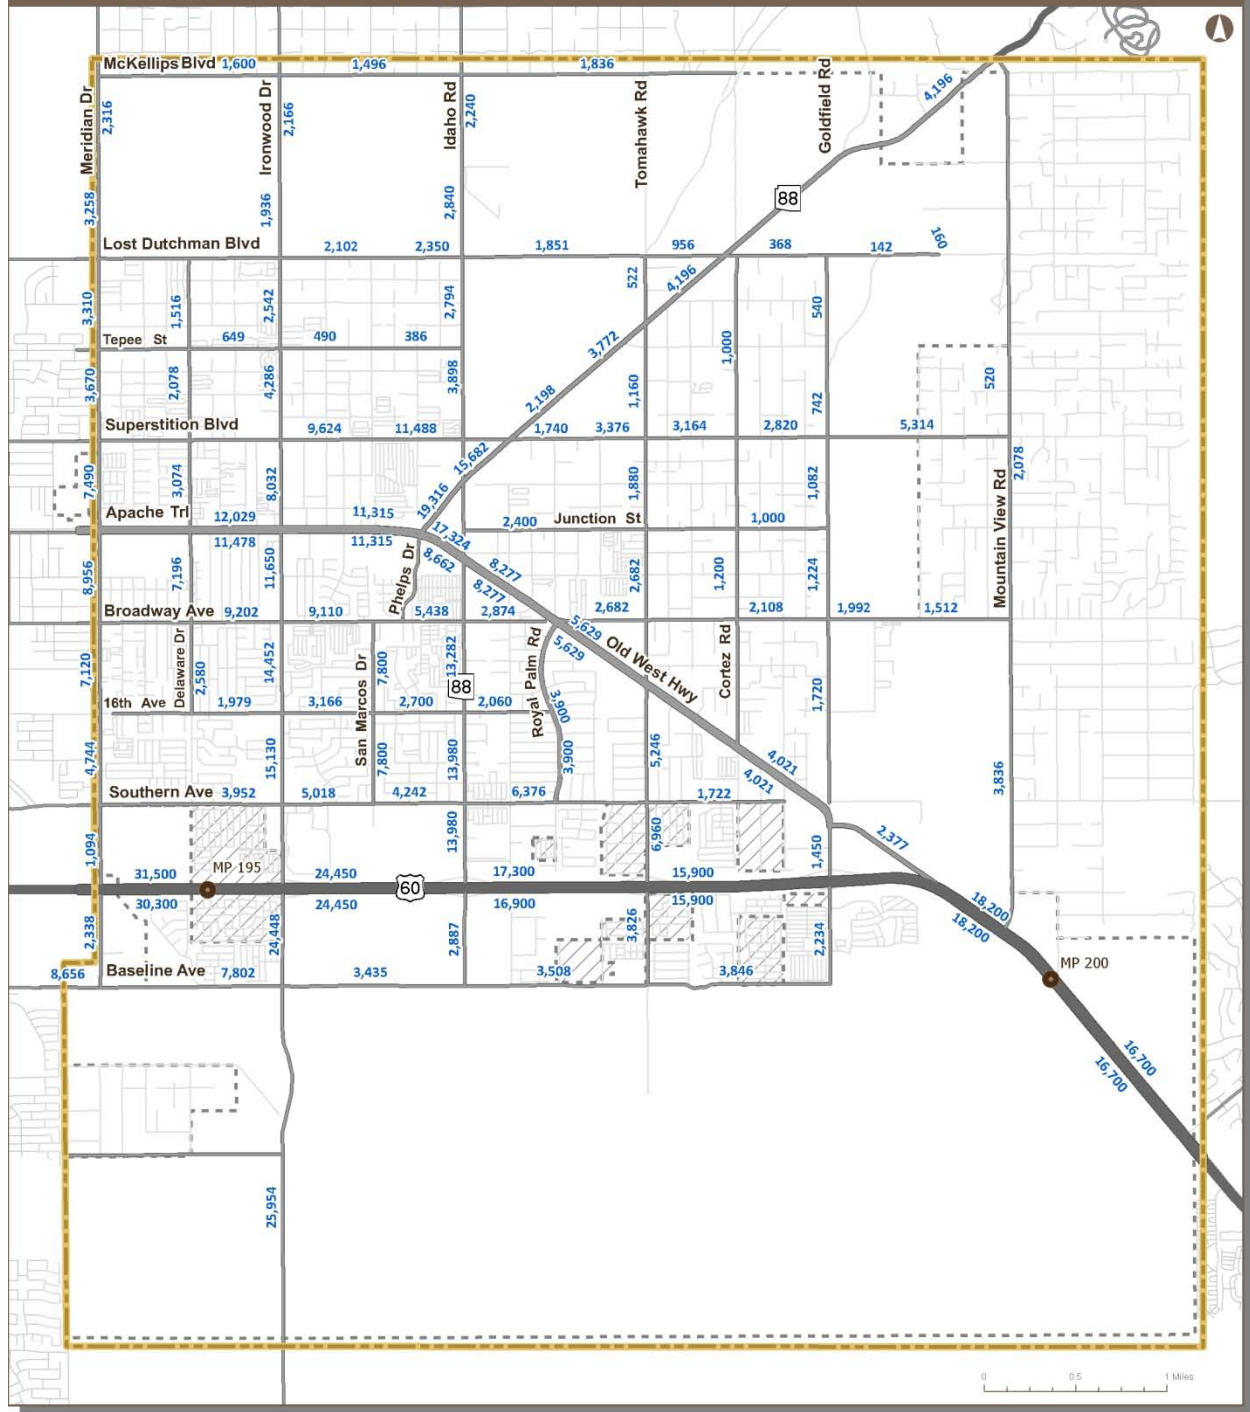 McKellips Blvd 1,600 1,496 1,836
Meridian Dr
2,316
Ironwood Dr
2,166
Idaho Rd
2,240
Tomahawk Rd
Goldfield Rd
4,196
3,258
1,936
2,840
88
Lost Dutchman Blvd 2,102 2,350 1,851 956 368 142 160
3,310
1,516
2,542
2,794
522
4,196
540
Tepee St 649 490 386
3,772
1,000
3,670
2,078
4,286
3,898
2,198
1,160
742
520
Superstition Blvd 9,624 11,488 1,740 3,376 3,164 2,820 5,314
7,490
3,074
8,032
15,682
19,316
1,880
1,082
2,078
Mountain View Rd
Apache Trl 12,029 11,315
2,400 Junction St 1,000
11,478 11,315
17,324
8,662
8,277
8,277
8,956
7,196
11,650
Phelps Dr
2,682
1,200
1,224
Broadway Ave 9,202 9,110 5,438 2,874 2,682 2,108 1,992 1,512
5,629
5,629
Old West Hwy
7,120
Delaware Dr
2,580
14,452
San Marcos Dr
7,800
13,282
88
Royal Palm Rd
3,900
Cortez Rd
1,720
16th Ave 1,979 3,166 2,700 2,060
4,744
15,130
7,800
13,980
3,900
5,246
4,021
4,021
3,836
Southern Ave 3,952 5,018 4,242 6,376 1,722
1,094
13,980
6,960
1,450
2,377
MP 195
31,500 24,450 17,300 15,900
60
30,300 24,450 16,900 15,900
18,200
18,200
2,338
24,448
2,887
3,826
2,234
8,656 Baseline Ave 7,802 3,435 3,508 3,846
MP 200
16,700
16,700
25,954
0 0.5 1 Miles